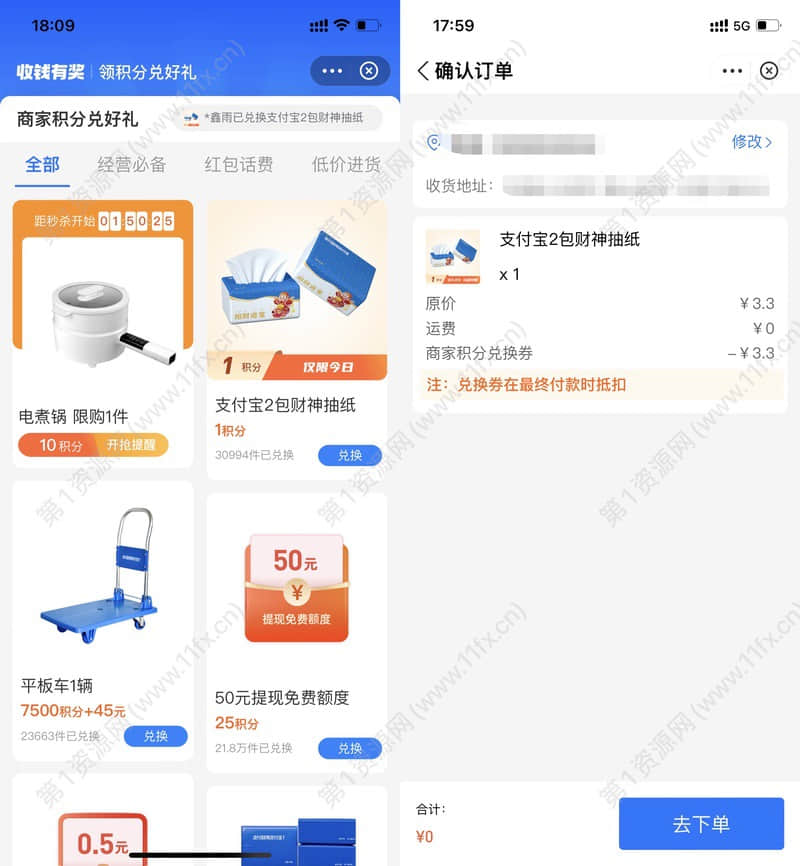 18:09
收钱有奖 领积分兑好礼
商家积分兑好礼
*鑫雨已兑换支付宝2包财神抽纸
全部 经营必备 红包话费 低价进货
距秒杀开始 01:50:25
电煮锅 限购1件
10积分 开抢提醒
1积分 仅限今日
支付宝2包财神抽纸
1积分
30994件已兑换 兑换
平板车1辆
7500积分+45元
23663件已兑换 兑换
50元
¥
提现免费额度
50元提现免费额度
25积分
21.8万件已兑换 兑换
0.5元
17:59
5G
确认订单
修改
收货地址:
支付宝2包财神抽纸
x 1
原价 ¥3.3
运费 ¥0
商家积分兑换券 -¥3.3
注：兑换券在最终付款时抵扣
合计:
¥0
去下单
第1资源网 (www.11fx.cn)